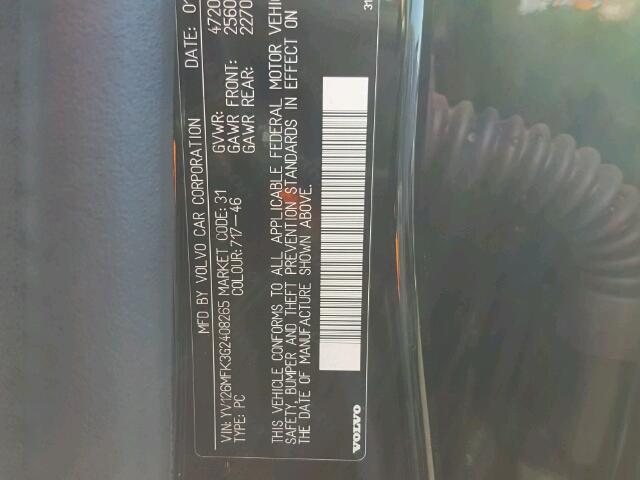 MFD BY VOLVO CAR CORPORATION DATE:
VIN: YV126MFK3G2408265 MARKET CODE: 31 GVWR: 4720
TYPE: PC COLOUR: 717-46 GAWR FRONT: 2560
GAWR REAR: 2270
THIS VEHICLE CONFORMS TO ALL APPLICABLE FEDERAL MOTOR VEHI
SAFETY, BUMPER AND THEFT PREVENTION STANDARDS IN EFFECT ON
THE DATE OF MANUFACTURE SHOWN ABOVE.
VOLVO 31